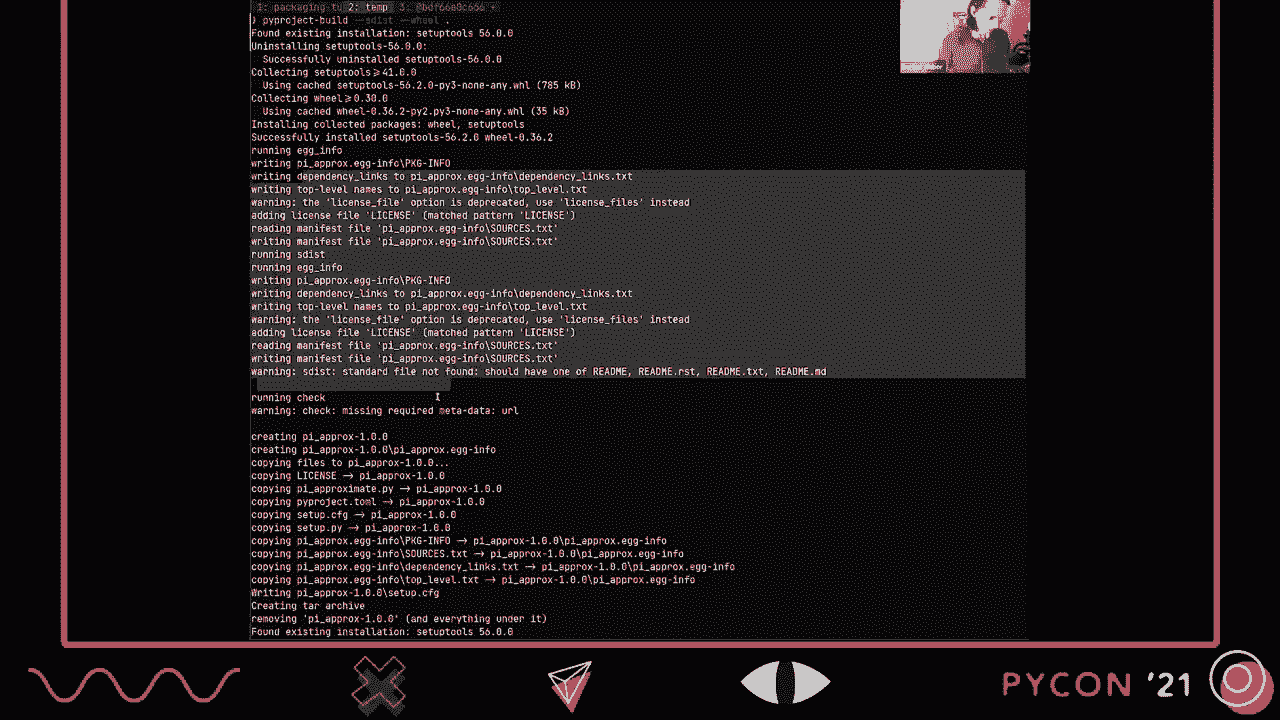 1: packaging-tu 2: temp 3: @bdf66a0c656
) pyproject-build --sdist --wheel .
Found existing installation: setuptools 56.0.0
Uninstalling setuptools-56.0.0:
Successfully uninstalled setuptools-56.0.0
Collecting setuptools≥41.0.0
Using cached setuptools-56.2.0-py3-none-any.whl (785 kB)
Collecting wheel≥0.30.0
Using cached wheel-0.36.2-py2.py3-none-any.whl (35 kB)
Installing collected packages: wheel, setuptools
Successfully installed setuptools-56.2.0 wheel-0.36.2
running egg_info
writing pi_approx.egg-info\PKG-INFO
writing dependency_links to pi_approx.egg-info\dependency_links.txt
writing top-level names to pi_approx.egg-info\top_level.txt
warning: the 'license_file' option is deprecated, use 'license_files' instead
adding license file 'LICENSE' (matched pattern 'LICENSE')
reading manifest file 'pi_approx.egg-info\SOURCES.txt'
writing manifest file 'pi_approx.egg-info\SOURCES.txt'
running sdist
running egg_info
writing pi_approx.egg-info\PKG-INFO
writing dependency_links to pi_approx.egg-info\dependency_links.txt
writing top-level names to pi_approx.egg-info\top_level.txt
warning: the 'license_file' option is deprecated, use 'license_files' instead
adding license file 'LICENSE' (matched pattern 'LICENSE')
reading manifest file 'pi_approx.egg-info\SOURCES.txt'
writing manifest file 'pi_approx.egg-info\SOURCES.txt'
warning: sdist: standard file not found: should have one of README, README.rst, README.txt, README.md
running check
warning: check: missing required meta-data: url
creating pi_approx-1.0.0
creating pi_approx-1.0.0\pi_approx.egg-info
copying files to pi_approx-1.0.0...
copying LICENSE → pi_approx-1.0.0
copying pi_approximate.py → pi_approx-1.0.0
copying pyproject.toml → pi_approx-1.0.0
copying setup.cfg → pi_approx-1.0.0
copying setup.py → pi_approx-1.0.0
copying pi_approx.egg-info\PKG-INFO → pi_approx-1.0.0\pi_approx.egg-info
copying pi_approx.egg-info\SOURCES.txt → pi_approx-1.0.0\pi_approx.egg-info
copying pi_approx.egg-info\dependency_links.txt → pi_approx-1.0.0\pi_approx.egg-info
copying pi_approx.egg-info\top_level.txt → pi_approx-1.0.0\pi_approx.egg-info
Writing pi_approx-1.0.0\setup.cfg
Creating tar archive
removing 'pi_approx-1.0.0' (and everything under it)
Found existing installation: setuptools 56.0.0
PYCON '21